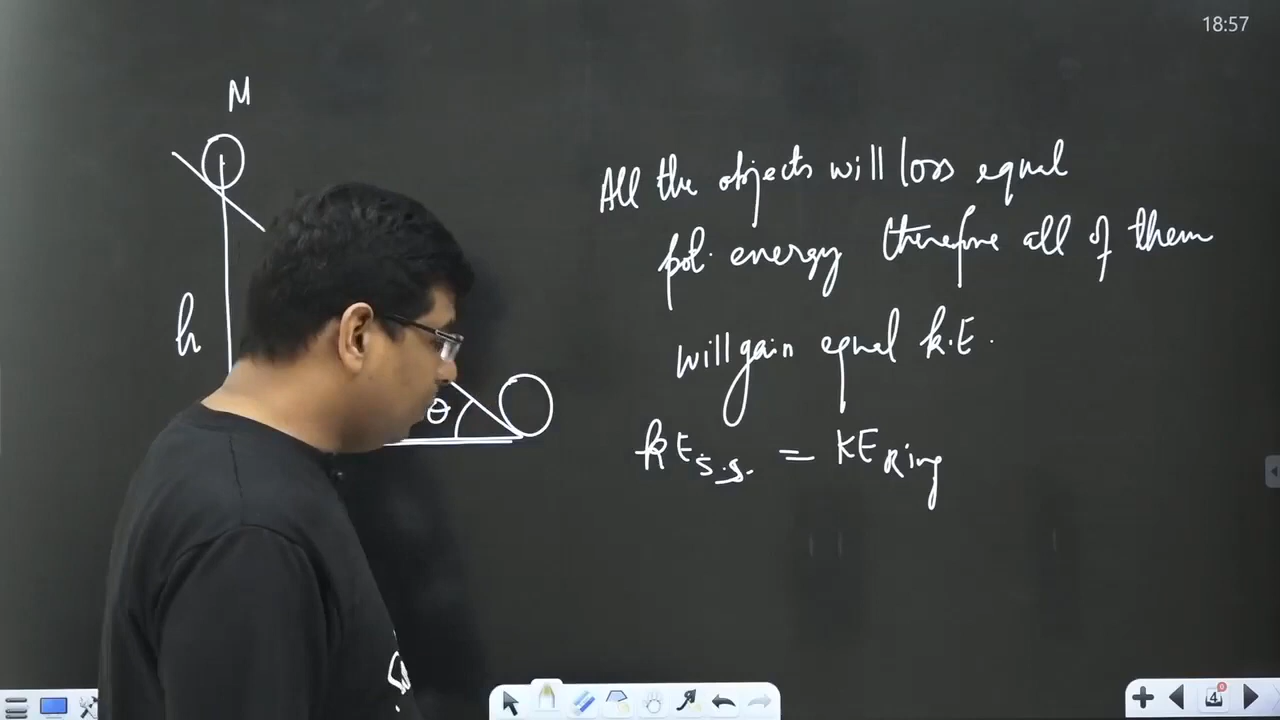 18:57
M
All the objects will loss equal
pot. energy therefore all of them
h
will gain equal k.E.
θ
KE S.S. = KE Ring
4